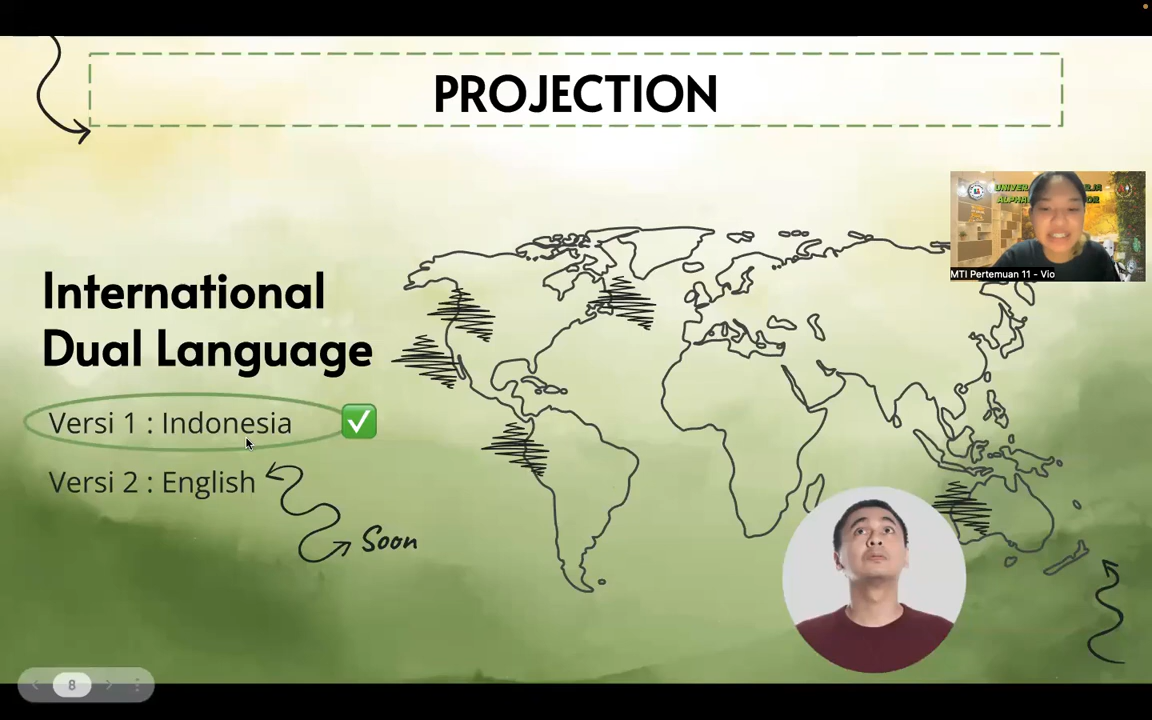 PROJECTION
International
Dual Language
Versi 1 : Indonesia
Versi 2 : English
Soon
MTI Pertemuan 11 - Vio
8